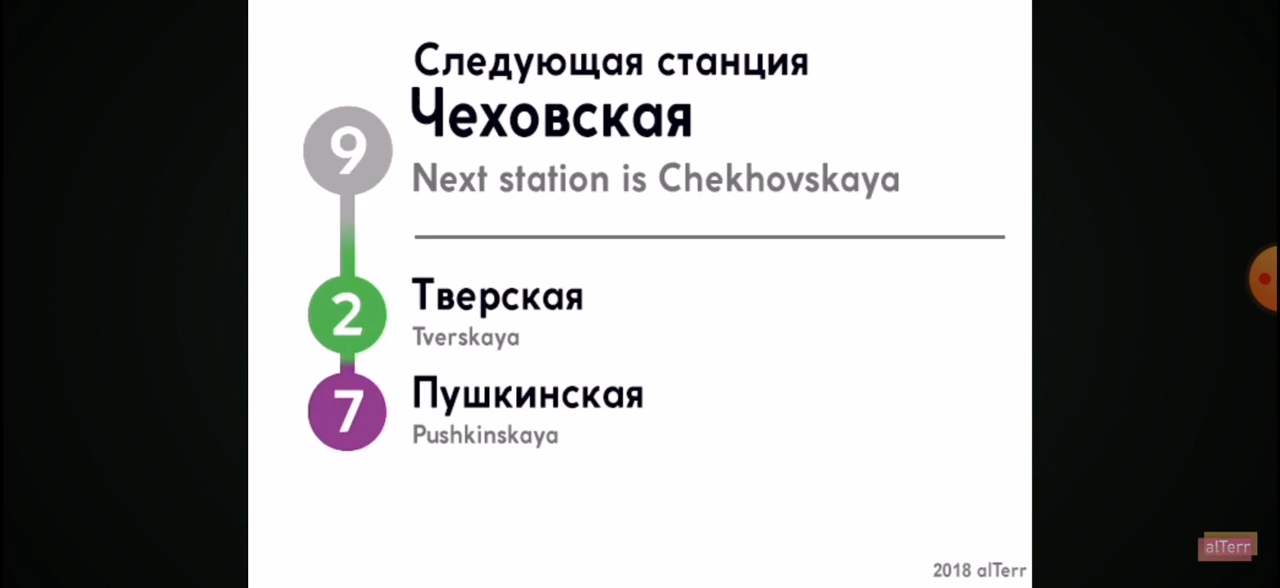 Следующая станция
9
Чеховская
Next station is Chekhovskaya
2
Тверская
Tverskaya
7
Пушкинская
Pushkinskaya
alTerr
2018 alTerr